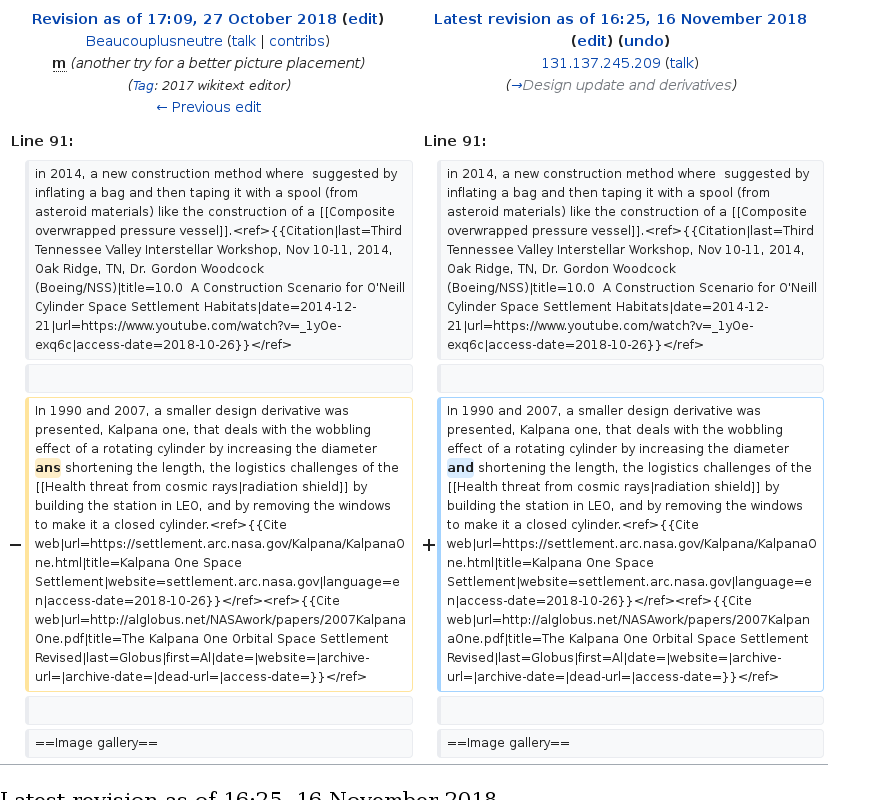 Revision as of 17:09, 27 October 2018 (edit)
Beaucouplusneutre (talk | contribs)
m (another try for a better picture placement)
(Tag: 2017 wikitext editor)
← Previous edit
Latest revision as of 16:25, 16 November 2018
(edit) (undo)
131.137.245.209 (talk)
(→Design update and derivatives)
Line 91:
in 2014, a new construction method where  suggested by
inflating a bag and then taping it with a spool (from
asteroid materials) like the construction of a [[Composite
overwrapped pressure vessel]].<ref>{{Citation|last=Third
Tennessee Valley Interstellar Workshop, Nov 10-11, 2014,
Oak Ridge, TN, Dr. Gordon Woodcock
(Boeing/NSS)|title=10.0  A Construction Scenario for O'Neill
Cylinder Space Settlement Habitats|date=2014-12-
21|url=https://www.youtube.com/watch?v=_1yOe-
exq6c|access-date=2018-10-26}}</ref>
− In 1990 and 2007, a smaller design derivative was
presented, Kalpana one, that deals with the wobbling
effect of a rotating cylinder by increasing the diameter
ans shortening the length, the logistics challenges of the
[[Health threat from cosmic rays|radiation shield]] by
building the station in LEO, and by removing the windows
to make it a closed cylinder.<ref>{{Cite
web|url=https://settlement.arc.nasa.gov/Kalpana/KalpanaO
ne.html|title=Kalpana One Space
Settlement|website=settlement.arc.nasa.gov|language=e
n|access-date=2018-10-26}}</ref><ref>{{Cite
web|url=http://alglobus.net/NASAwork/papers/2007Kalpana
One.pdf|title=The Kalpana One Orbital Space Settlement
Revised|last=Globus|first=Al|date=|website=|archive-
url=|archive-date=|dead-url=|access-date=}}</ref>
==Image gallery==
Line 91:
in 2014, a new construction method where  suggested by
inflating a bag and then taping it with a spool (from
asteroid materials) like the construction of a [[Composite
overwrapped pressure vessel]].<ref>{{Citation|last=Third
Tennessee Valley Interstellar Workshop, Nov 10-11, 2014,
Oak Ridge, TN, Dr. Gordon Woodcock
(Boeing/NSS)|title=10.0  A Construction Scenario for O'Neill
Cylinder Space Settlement Habitats|date=2014-12-
21|url=https://www.youtube.com/watch?v=_1yOe-
exq6c|access-date=2018-10-26}}</ref>
+ In 1990 and 2007, a smaller design derivative was
presented, Kalpana one, that deals with the wobbling
effect of a rotating cylinder by increasing the diameter
and shortening the length, the logistics challenges of the
[[Health threat from cosmic rays|radiation shield]] by
building the station in LEO, and by removing the windows
to make it a closed cylinder.<ref>{{Cite
web|url=https://settlement.arc.nasa.gov/Kalpana/KalpanaO
ne.html|title=Kalpana One Space
Settlement|website=settlement.arc.nasa.gov|language=e
n|access-date=2018-10-26}}</ref><ref>{{Cite
web|url=http://alglobus.net/NASAwork/papers/2007Kalpan
aOne.pdf|title=The Kalpana One Orbital Space Settlement
Revised|last=Globus|first=Al|date=|website=|archive-
url=|archive-date=|dead-url=|access-date=}}</ref>
==Image gallery==
Latest revision as of 16:25, 16 November 2018